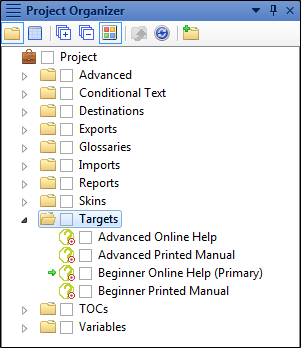 Project Organizer
Project
Advanced
Conditional Text
Destinations
Exports
Glossaries
Imports
Reports
Skins
Targets
Advanced Online Help
Advanced Printed Manual
Beginner Online Help (Primary)
Beginner Printed Manual
TOCs
Variables